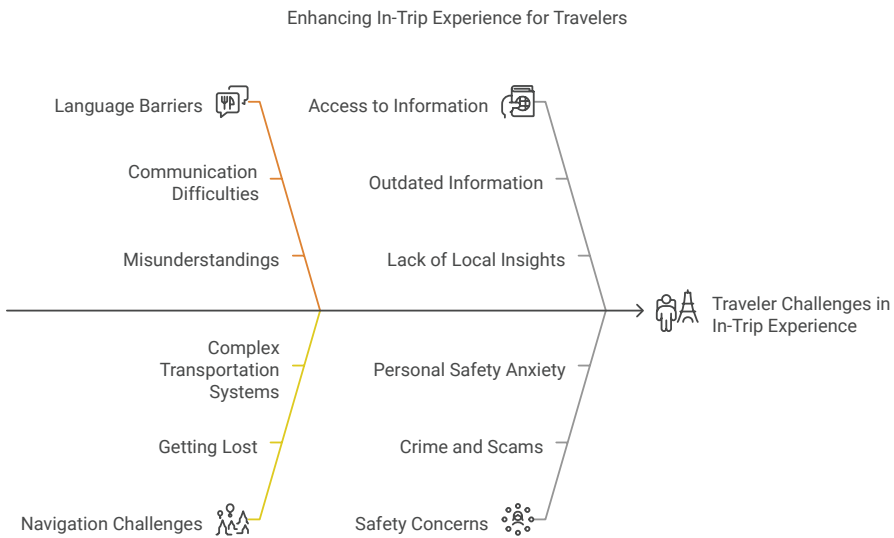 Enhancing In-Trip Experience for Travelers
Language Barriers
Communication
Difficulties
Misunderstandings
Access to Information
Outdated Information
Lack of Local Insights
Traveler Challenges in
In-Trip Experience
Complex
Transportation
Systems
Getting Lost
Navigation Challenges
Personal Safety Anxiety
Crime and Scams
Safety Concerns